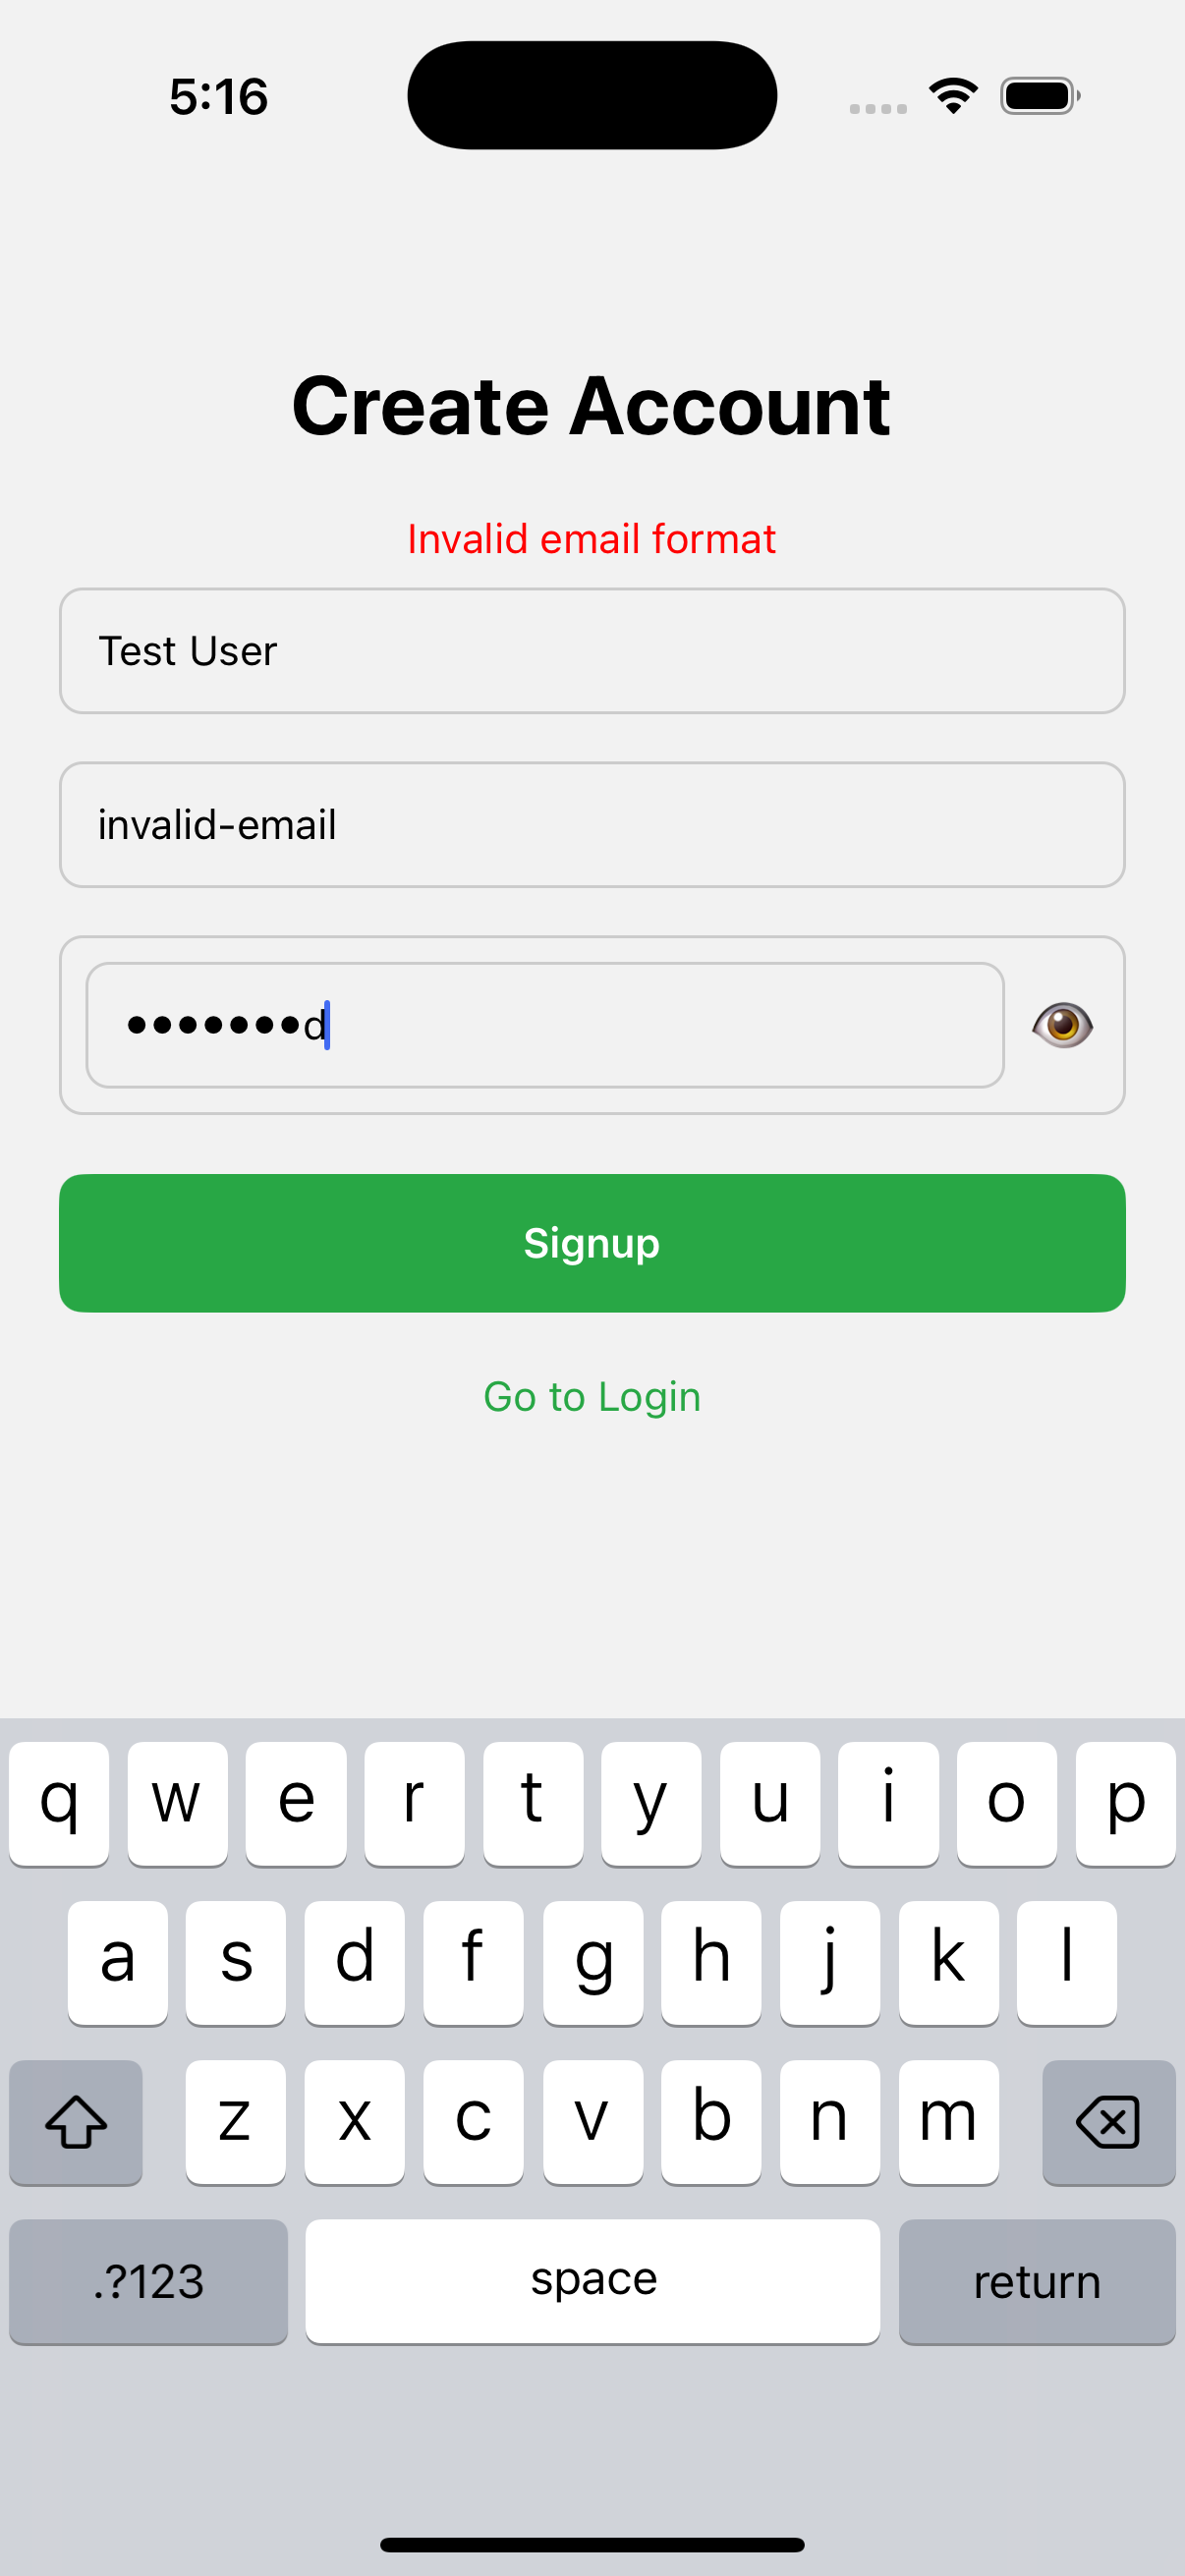 5:16
Create Account
Invalid email format
Test User
invalid-email
•••••••d
Signup
Go to Login
q w e r t y u i o p
a s d f g h j k l
z x c v b n m
.?123 space return